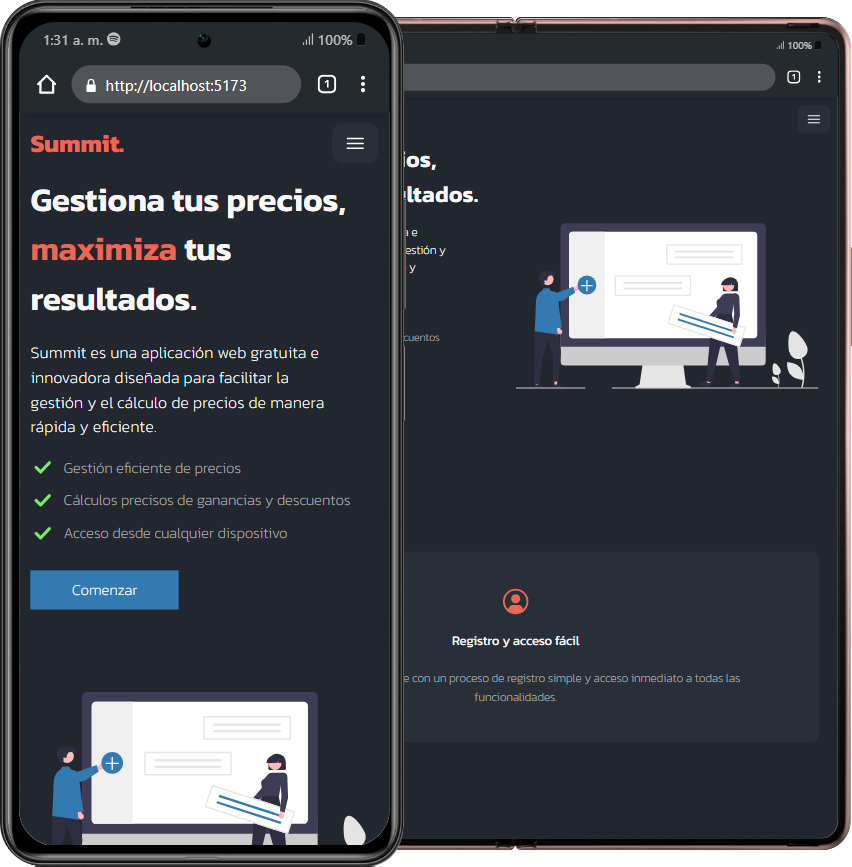 1:31 a. m.
100%
http://localhost:5173
1
Summit.
Gestiona tus precios,
maximiza tus
resultados.
Summit es una aplicación web gratuita e
innovadora diseñada para facilitar la
gestión y el cálculo de precios de manera
rápida y eficiente.
Gestión eficiente de precios
Cálculos precisos de ganancias y descuentos
Acceso desde cualquier dispositivo
Comenzar
100%
1
ios,
ltados.
a e
estión y
y
cuentos
Registro y acceso fácil
e con un proceso de registro simple y acceso inmediato a todas las
funcionalidades.